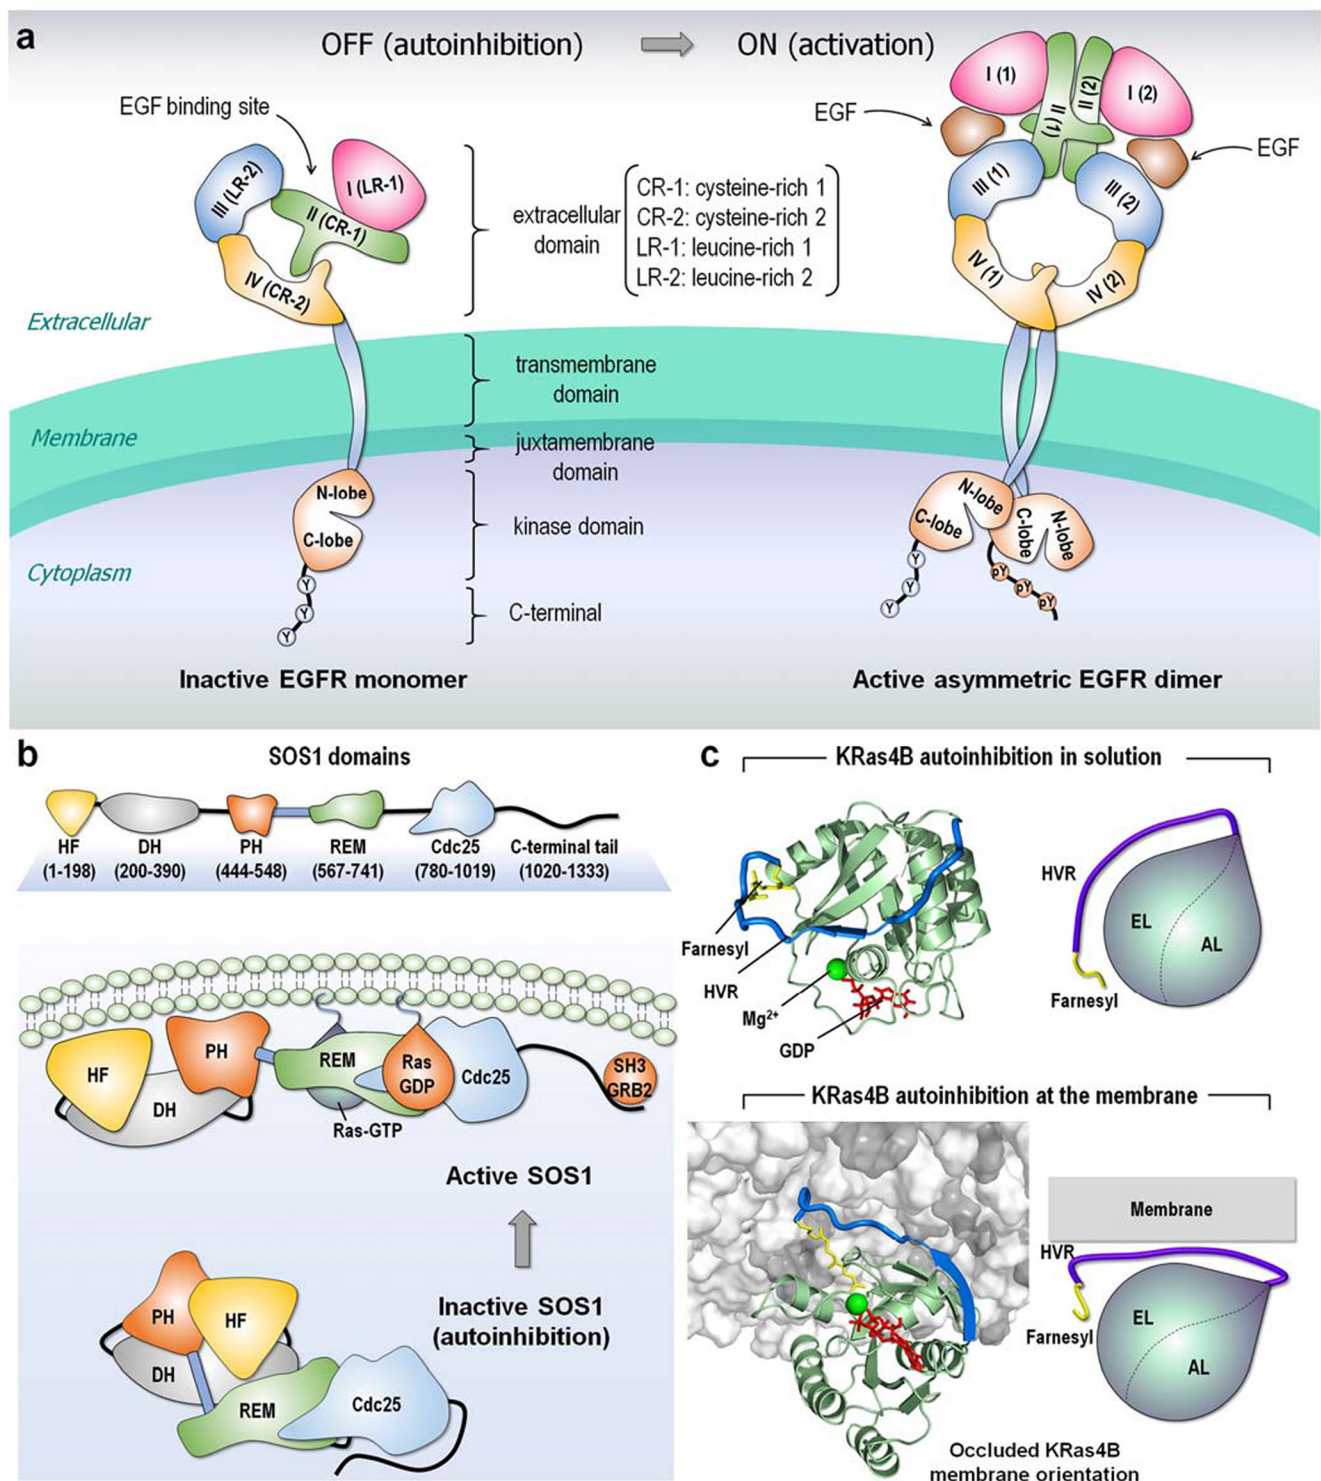 a
OFF (autoinhibition)
ON (activation)
EGF binding site
III (LR-2)
I (LR-1)
II (CR-1)
IV (CR-2)
extracellular
domain
CR-1: cysteine-rich 1
CR-2: cysteine-rich 2
LR-1: leucine-rich 1
LR-2: leucine-rich 2
EGF
EGF
I (1)
II (1)
II (2)
I (2)
III (1)
III (2)
IV (1)
IV (2)
Extracellular
Membrane
Cytoplasm
transmembrane
domain
juxtamembrane
domain
kinase domain
C-terminal
N-lobe
C-lobe
Y
Y
Y
N-lobe
C-lobe
C-lobe
N-lobe
Y
Y
Y
pY
pY
pY
Inactive EGFR monomer
Active asymmetric EGFR dimer
b
SOS1 domains
HF DH PH REM Cdc25 C-terminal tail
(1-198) (200-390) (444-548) (567-741) (780-1019) (1020-1333)
HF
PH
DH
REM
Ras
GDP
Cdc25
SH3
GRB2
Ras-GTP
Active SOS1
Inactive SOS1
(autoinhibition)
PH
HF
DH
REM
Cdc25
c
KRas4B autoinhibition in solution
Farnesyl
HVR
Mg²⁺
GDP
HVR
EL
AL
Farnesyl
KRas4B autoinhibition at the membrane
Membrane
HVR
Farnesyl
EL
AL
Occluded KRas4B
membrane orientation